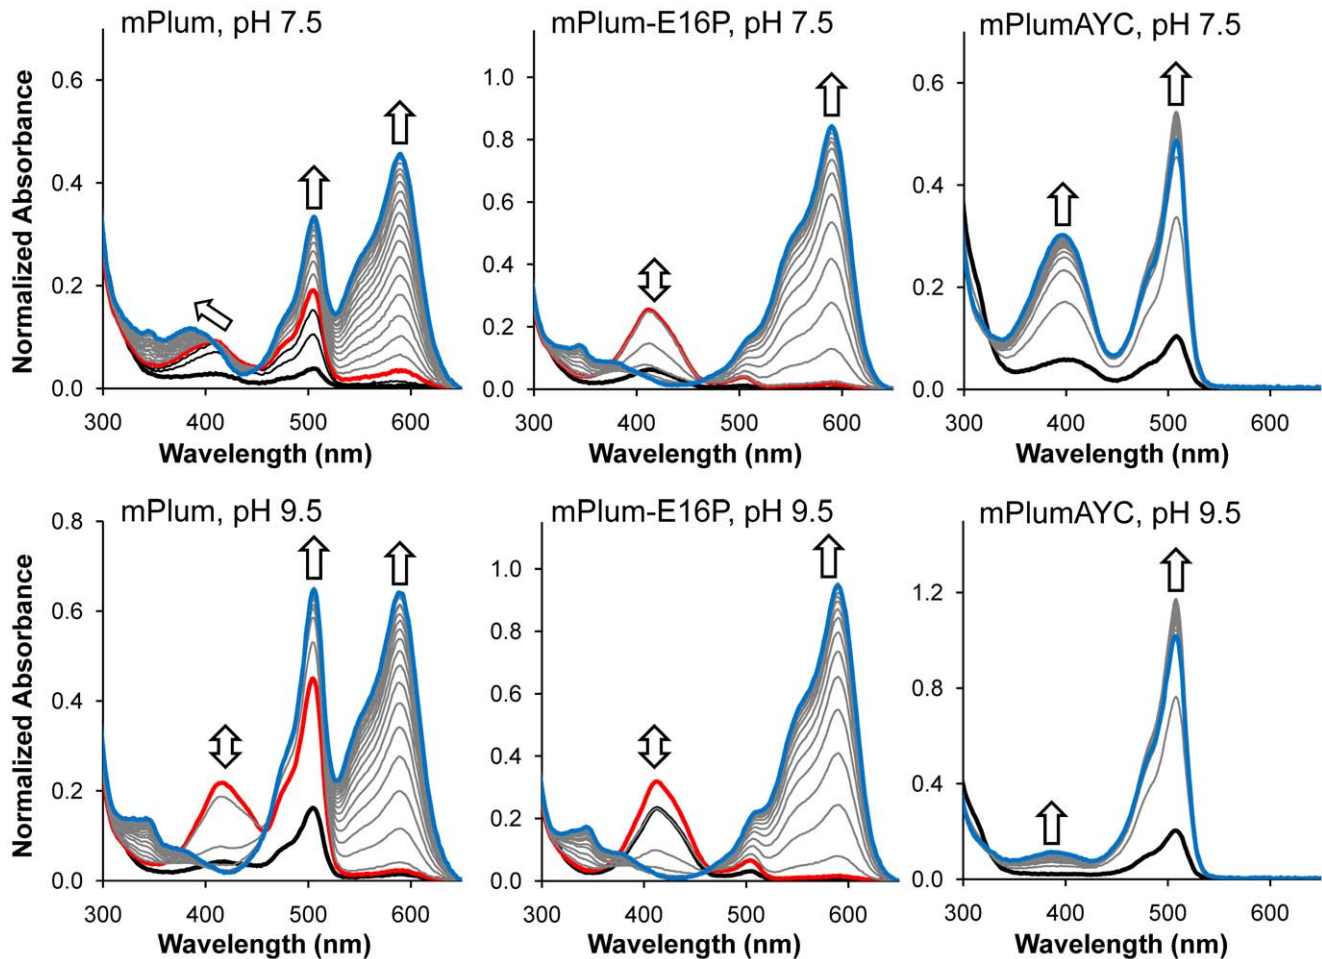 mPlum, pH 7.5
mPlum-E16P, pH 7.5
mPlumAYC, pH 7.5
Normalized Absorbance
0.6
0.4
0.2
0.0
300 400 500 600
Wavelength (nm)
1.0
0.8
0.6
0.4
0.2
0.0
300 400 500 600
Wavelength (nm)
0.6
0.4
0.2
0.0
300 400 500 600
Wavelength (nm)
mPlum, pH 9.5
mPlum-E16P, pH 9.5
mPlumAYC, pH 9.5
Normalized Absorbance
0.8
0.6
0.4
0.2
0.0
300 400 500 600
Wavelength (nm)
1.0
0.8
0.6
0.4
0.2
0.0
300 400 500 600
Wavelength (nm)
1.2
0.8
0.4
0.0
300 400 500 600
Wavelength (nm)